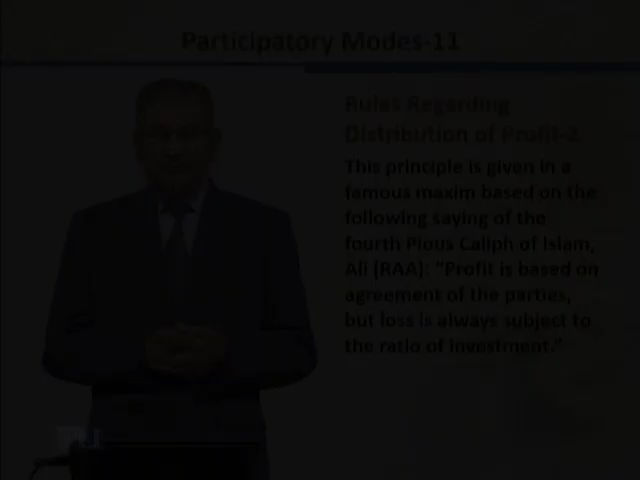 Participatory Modes-11
Rules Regarding
Distribution of Profit-2
This principle is given in a
famous maxim based on the
following saying of the
fourth Pious Caliph of Islam,
Ali (RAA): “Profit is based on
agreement of the parties,
but loss is always subject to
the ratio of investment.”